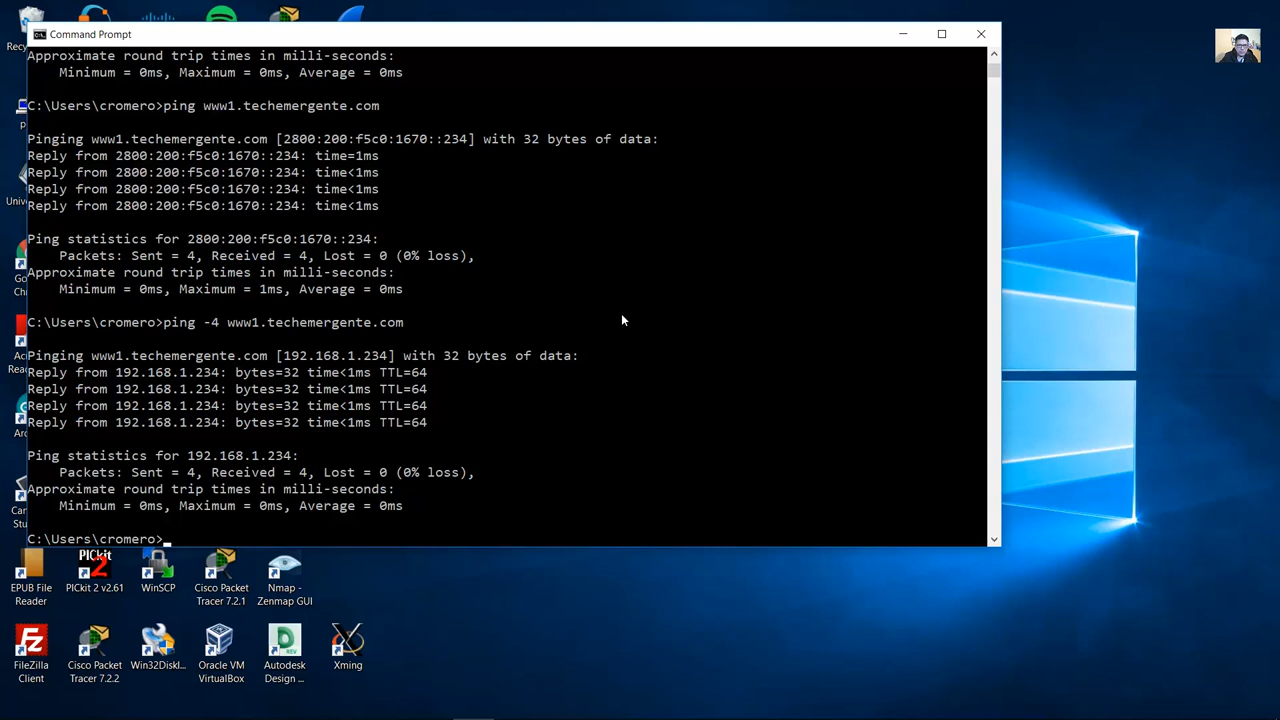 Command Prompt
Approximate round trip times in milli-seconds:
Minimum = 0ms, Maximum = 0ms, Average = 0ms
C:\Users\cromero>ping www1.techemergente.com
Pinging www1.techemergente.com [2800:200:f5c0:1670::234] with 32 bytes of data:
Reply from 2800:200:f5c0:1670::234: time=1ms
Reply from 2800:200:f5c0:1670::234: time<1ms
Reply from 2800:200:f5c0:1670::234: time<1ms
Reply from 2800:200:f5c0:1670::234: time<1ms
Ping statistics for 2800:200:f5c0:1670::234:
Packets: Sent = 4, Received = 4, Lost = 0 (0% loss),
Approximate round trip times in milli-seconds:
Minimum = 0ms, Maximum = 1ms, Average = 0ms
C:\Users\cromero>ping -4 www1.techemergente.com
Pinging www1.techemergente.com [192.168.1.234] with 32 bytes of data:
Reply from 192.168.1.234: bytes=32 time<1ms TTL=64
Reply from 192.168.1.234: bytes=32 time<1ms TTL=64
Reply from 192.168.1.234: bytes=32 time<1ms TTL=64
Reply from 192.168.1.234: bytes=32 time<1ms TTL=64
Ping statistics for 192.168.1.234:
Packets: Sent = 4, Received = 4, Lost = 0 (0% loss),
Approximate round trip times in milli-seconds:
Minimum = 0ms, Maximum = 0ms, Average = 0ms
C:\Users\cromero>
PICkit
2
EPUB File
Reader
PICkit 2 v2.61
WinSCP
Cisco Packet
Tracer 7.2.1
Nmap -
Zenmap GUI
Fz
FileZilla
Client
Cisco Packet
Tracer 7.2.2
Win32DiskI...
Oracle VM
VirtualBox
Autodesk
Design ...
Xming